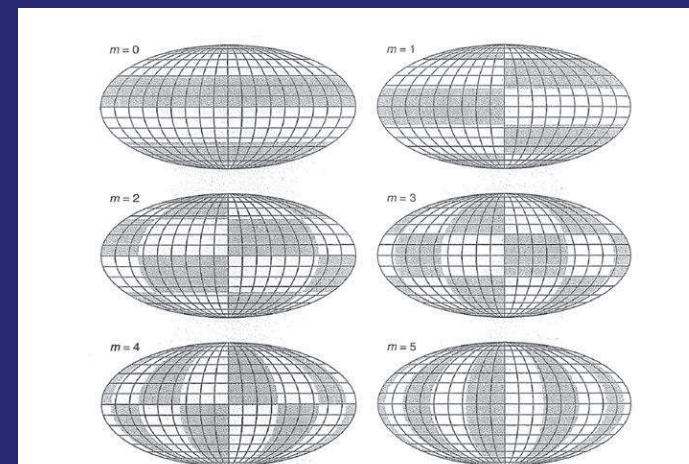 m = 0
m = 1
m = 2
m = 3
m = 4
m = 5